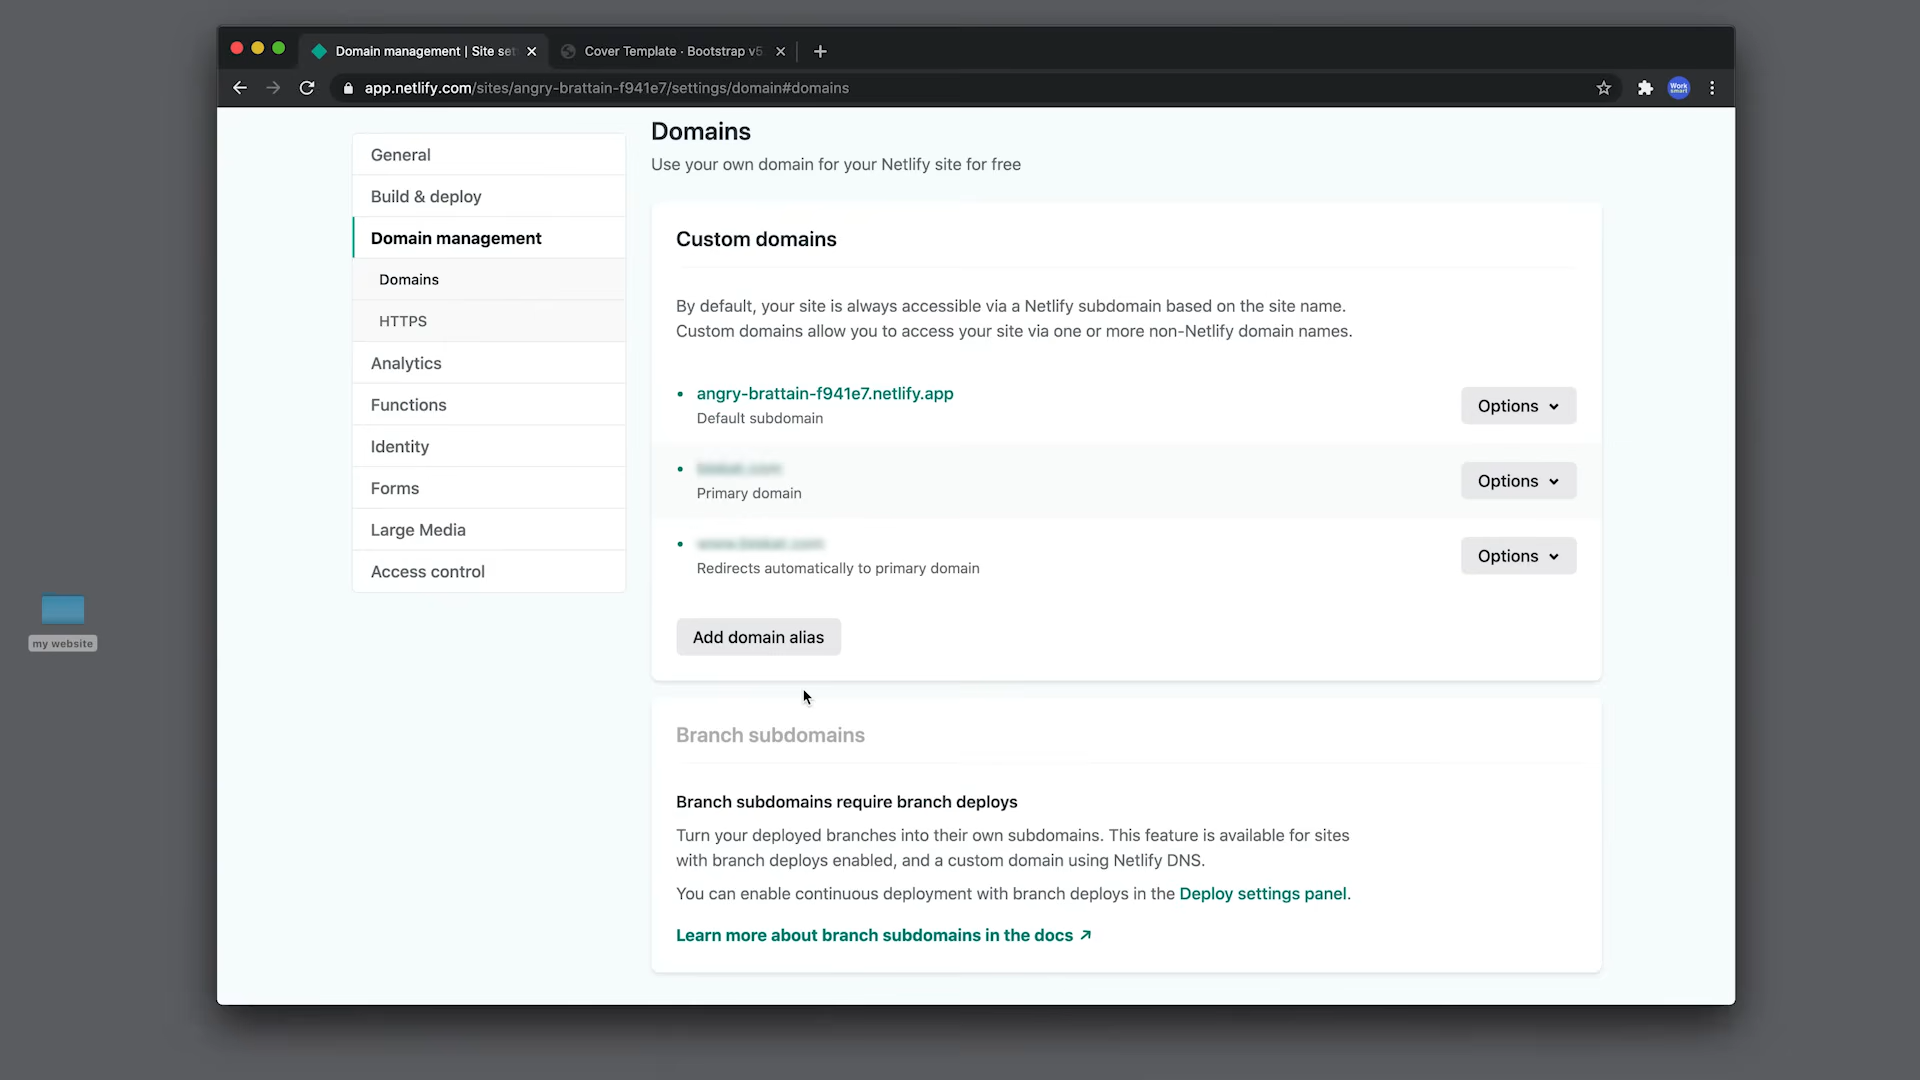 Domain management | Site set
Cover Template · Bootstrap v5
app.netlify.com/sites/angry-brattain-f941e7/settings/domain#domains
Work
smart
General
Build & deploy
Domain management
Domains
HTTPS
Analytics
Functions
Identity
Forms
Large Media
Access control
Domains
Use your own domain for your Netlify site for free
Custom domains
By default, your site is always accessible via a Netlify subdomain based on the site name.
Custom domains allow you to access your site via one or more non-Netlify domain names.
angry-brattain-f941e7.netlify.app
Default subdomain
Options
Primary domain
Options
Redirects automatically to primary domain
Options
Add domain alias
Branch subdomains
Branch subdomains require branch deploys
Turn your deployed branches into their own subdomains. This feature is available for sites
with branch deploys enabled, and a custom domain using Netlify DNS.
You can enable continuous deployment with branch deploys in the Deploy settings panel.
Learn more about branch subdomains in the docs ↗
my website